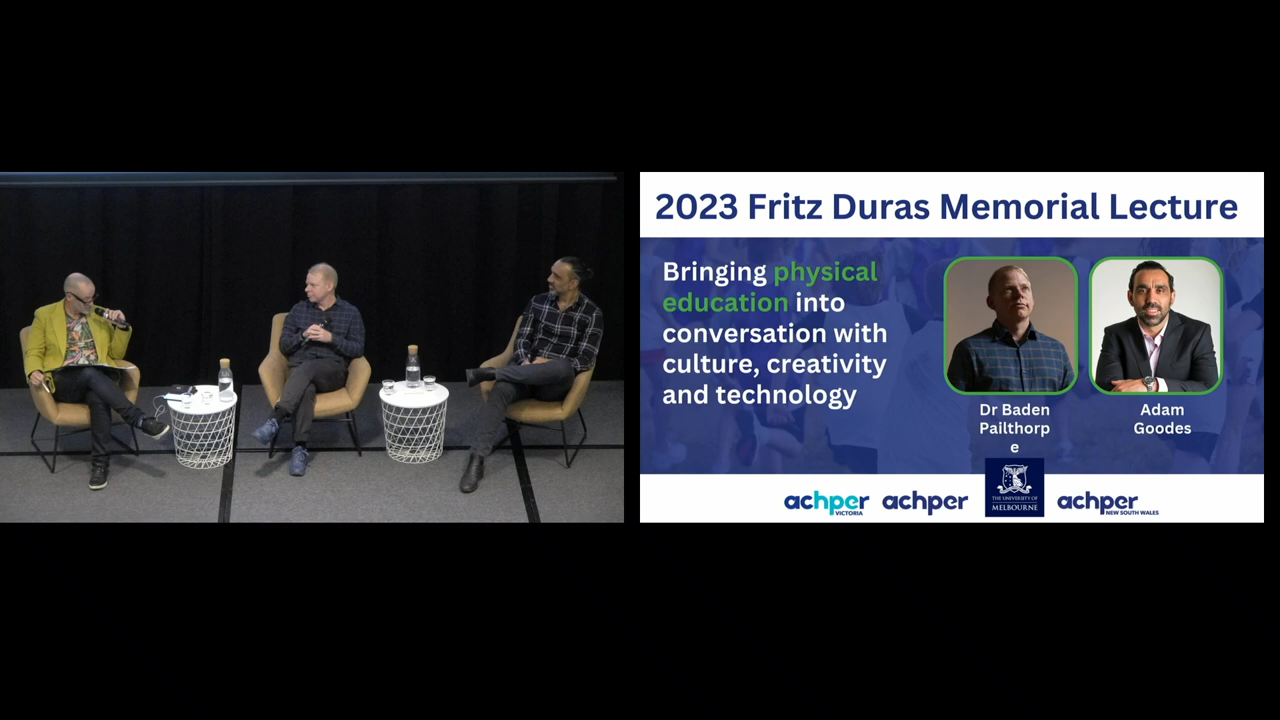 2023 Fritz Duras Memorial Lecture
Bringing physical
education into
conversation with
culture, creativity
and technology
Dr Baden
Pailthorp
e
Adam
Goodes
achper
VICTORIA
achper
THE UNIVERSITY OF
MELBOURNE
achper
NEW SOUTH WALES